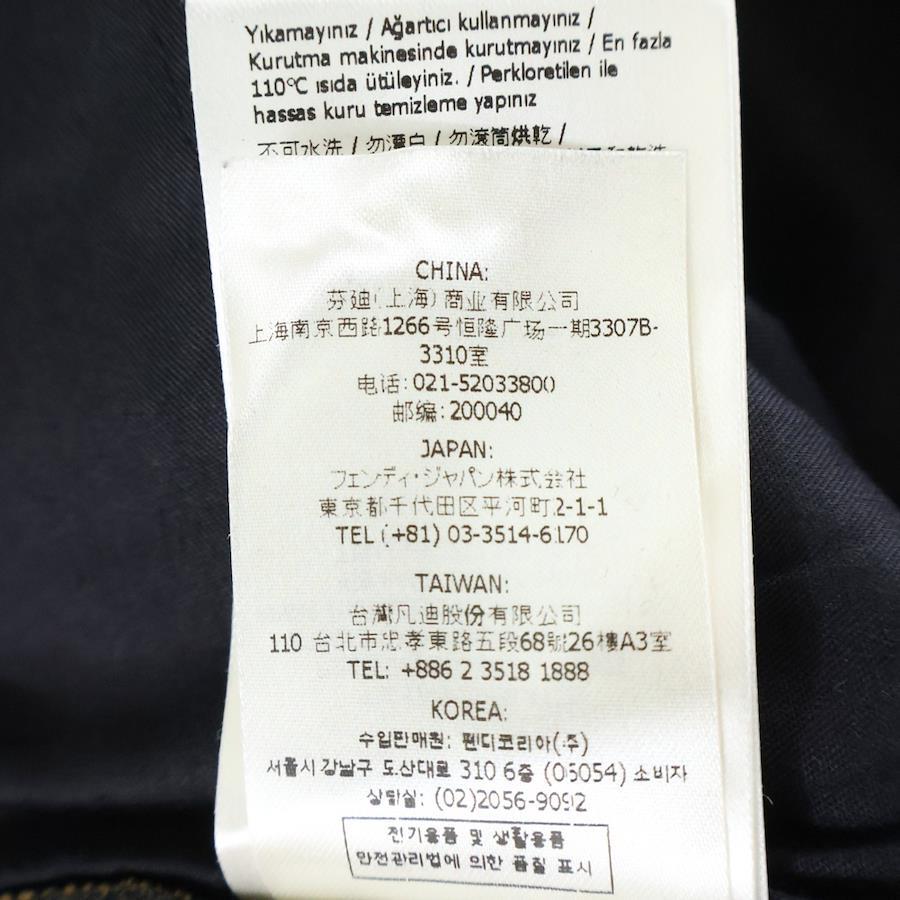 Yıkamayınız / Ağartıcı kullanmayınız /
Kurutma makinesinde kurutmayınız / En fazla
110°C ısıda ütüleyiniz. / Perkloretilen ile
hassas kuru temizleme yapınız
不可水洗 / 勿漂白 / 勿滾筒烘乾 /
CHINA:
芬迪(上海)商业有限公司
上海南京西路1266号恒隆广场一期3307B-
3310室
电话: 021-52033800
邮编: 200040
JAPAN:
フェンディ・ジャパン株式会社
東京都千代田区平河町2-1-1
TEL (+81) 03-3514-6170
TAIWAN:
台灣凡迪股份有限公司
110 台北市忠孝東路五段68號26樓A3室
TEL: +886 2 3518 1888
KOREA:
수입판매원: 펜디코리아(주)
서울시 강남구 도산대로 310 6층 (06054) 소비자
상담실: (02)2056-9092
전기용품 및 생활용품
안전관리법에 의한 품질 표시